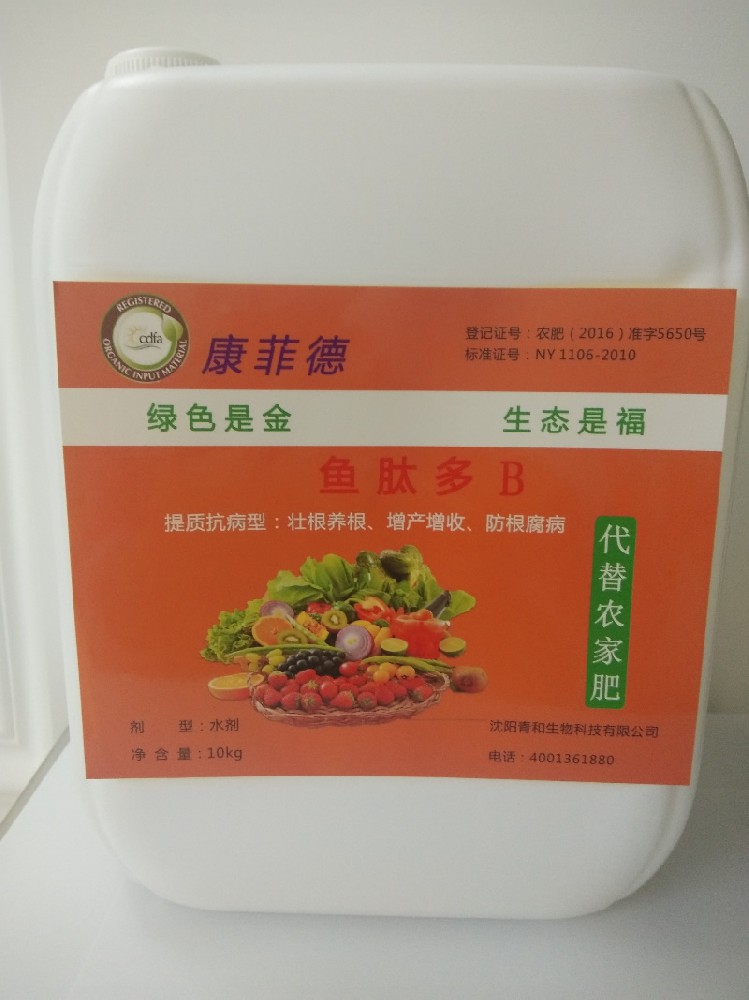 REGISTERED
cdfa
ORGANIC INPUT MATERIAL
康菲德
登记证号：农肥（2016）准字5650号
标准证号：NY 1106-2010
绿色是金 生态是福
鱼肽多B
提质抗病型：壮根养根、增产增收、防根腐病
代替农家肥
剂 型：水剂
净 含 量：10kg
沈阳青和生物科技有限公司
电话：4001361880